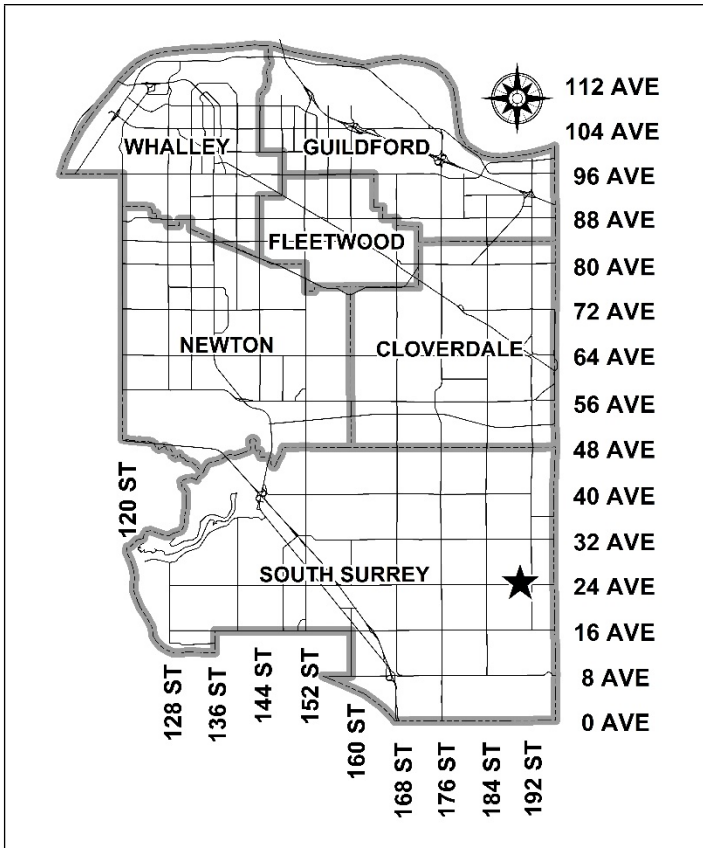 112 AVE
104 AVE
WHALLEY
GUILDFORD
96 AVE
88 AVE
FLEETWOOD
80 AVE
72 AVE
NEWTON
CLOVERDALE
64 AVE
56 AVE
48 AVE
120 ST
40 AVE
32 AVE
SOUTH SURREY
24 AVE
16 AVE
8 AVE
0 AVE
128 ST
136 ST
144 ST
152 ST
160 ST
168 ST
176 ST
184 ST
192 ST